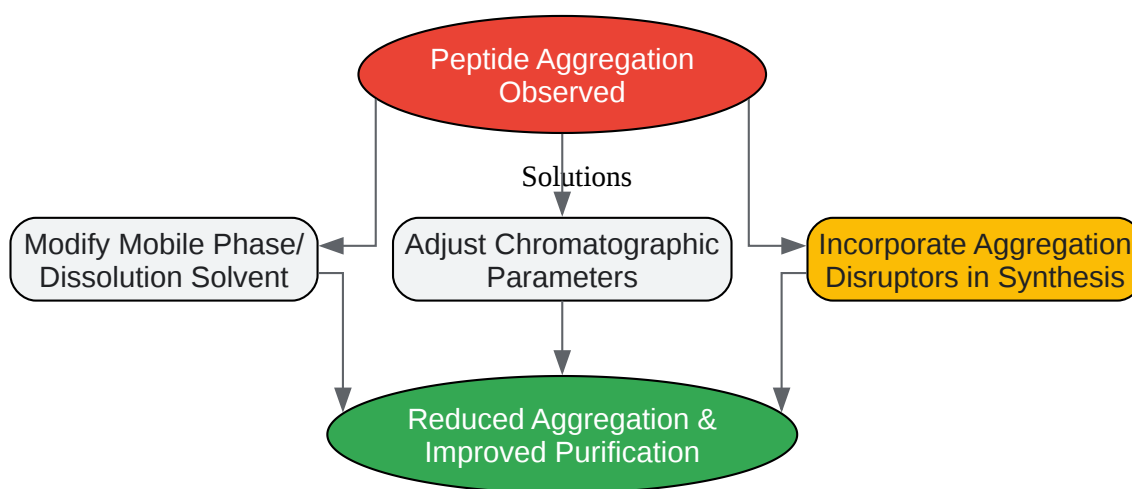 Peptide Aggregation
Observed
Solutions
Modify Mobile Phase/
Dissolution Solvent
Adjust Chromatographic
Parameters
Incorporate Aggregation
Disruptors in Synthesis
Reduced Aggregation &
Improved Purification